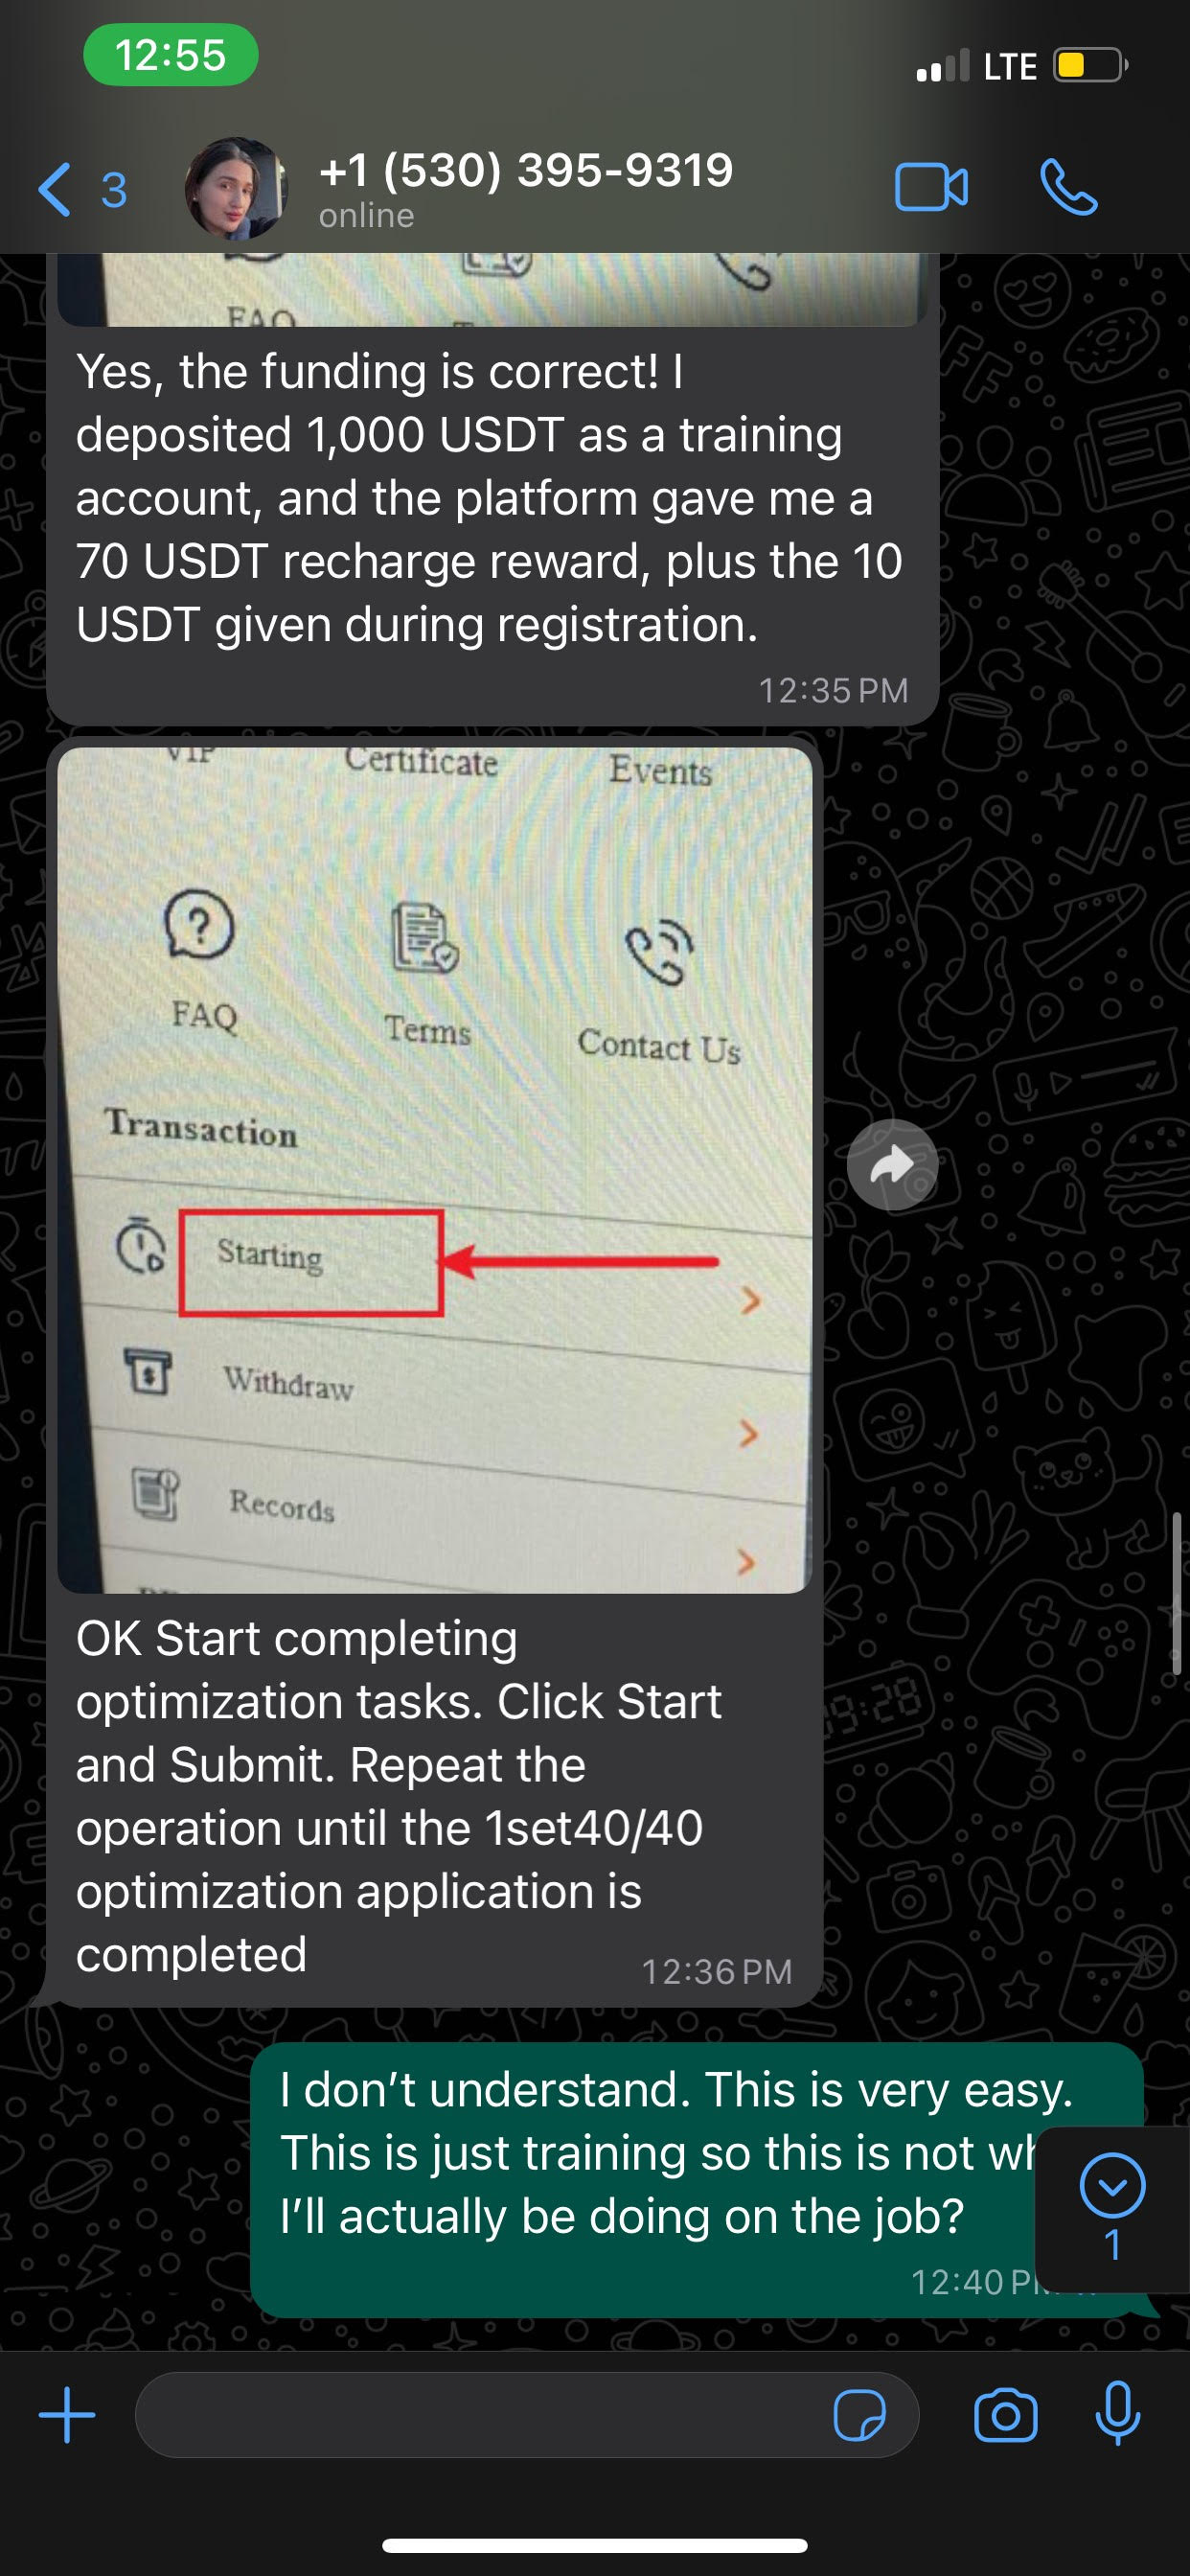 12:55
LTE
3
+1 (530) 395-9319
online
FAQ
Yes, the funding is correct! I
deposited 1,000 USDT as a training
account, and the platform gave me a
70 USDT recharge reward, plus the 10
USDT given during registration.
12:35 PM
VIP Certificate Events
FAQ Terms Contact Us
Transaction
Starting
Withdraw
Records
OK Start completing
optimization tasks. Click Start
and Submit. Repeat the
operation until the 1set40/40
optimization application is
completed
12:36 PM
I don’t understand. This is very easy.
This is just training so this is not
I’ll actually be doing on the job?
12:40
1